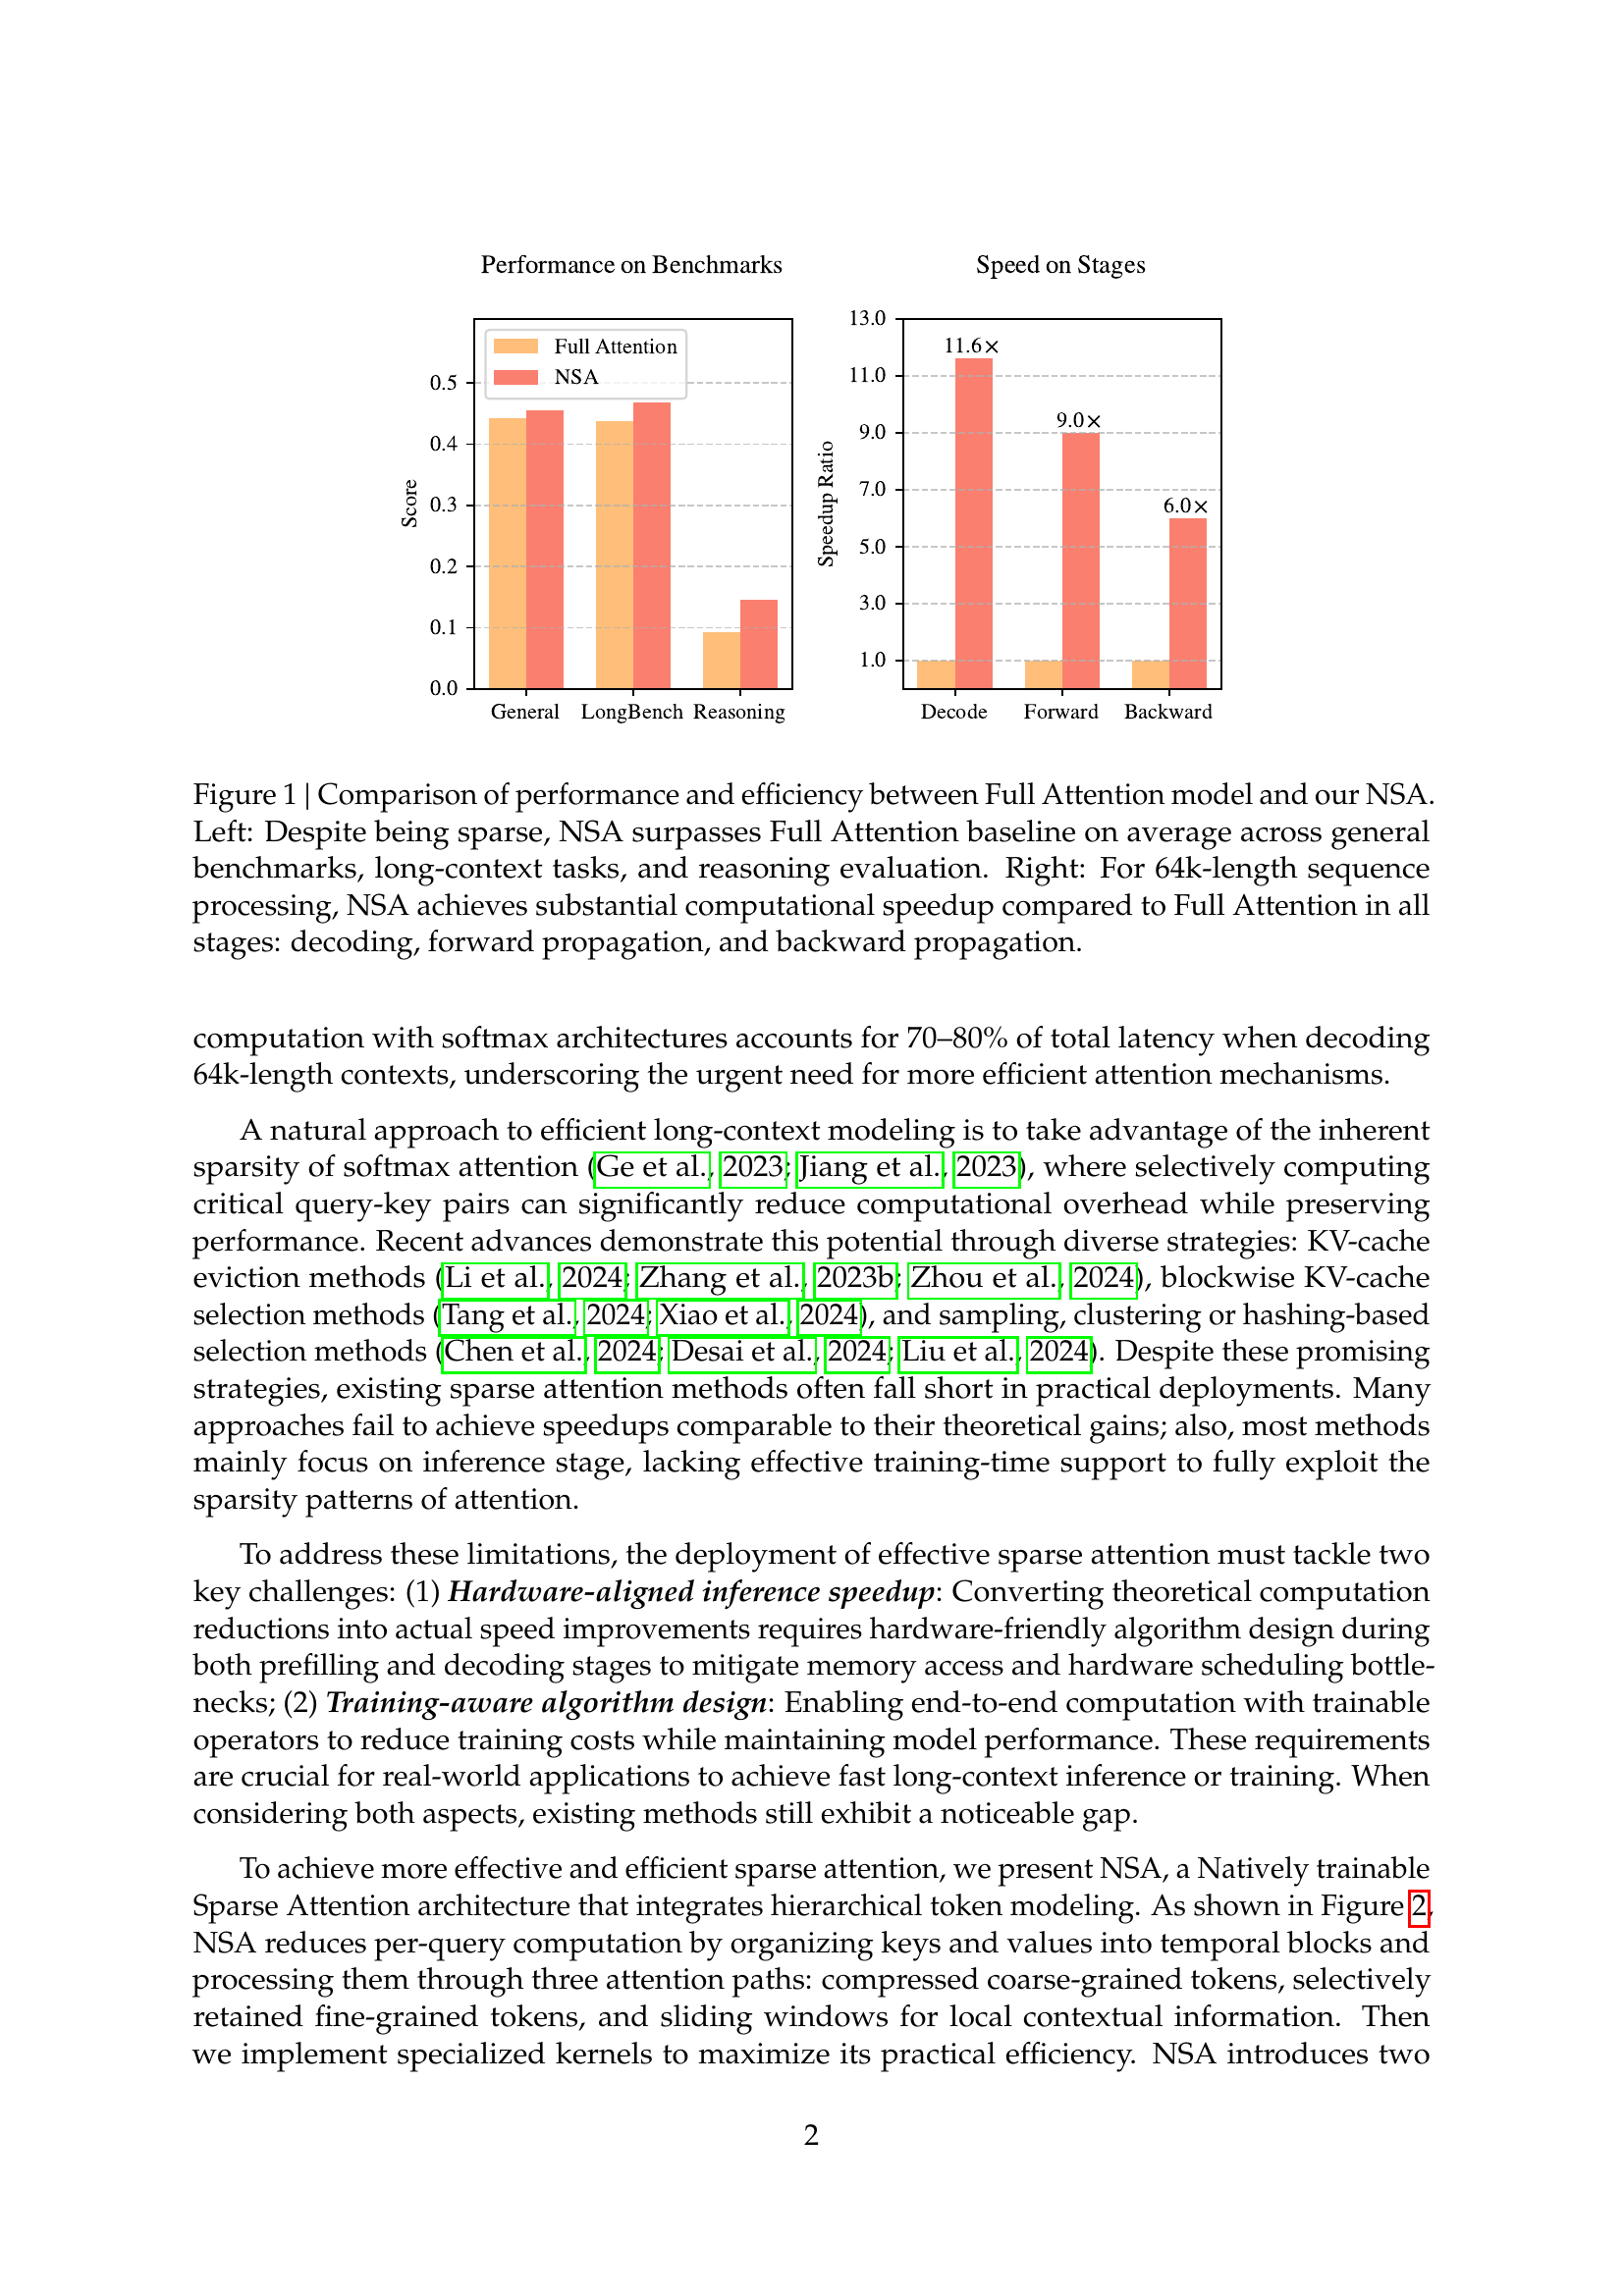 Performance on Benchmarks
Speed on Stages
Full Attention
NSA
0.5
0.4
0.3
0.2
0.1
0.0
Score
General LongBench Reasoning
13.0
11.0
9.0
7.0
5.0
3.0
1.0
Speedup Ratio
11.6×
9.0×
6.0×
Decode Forward Backward
Figure 1 | Comparison of performance and efficiency between Full Attention model and our NSA.
Left: Despite being sparse, NSA surpasses Full Attention baseline on average across general
benchmarks, long-context tasks, and reasoning evaluation. Right: For 64k-length sequence
processing, NSA achieves substantial computational speedup compared to Full Attention in all
stages: decoding, forward propagation, and backward propagation.
computation with softmax architectures accounts for 70–80% of total latency when decoding
64k-length contexts, underscoring the urgent need for more efficient attention mechanisms.
A natural approach to efficient long-context modeling is to take advantage of the inherent
sparsity of softmax attention (Ge et al., 2023; Jiang et al., 2023), where selectively computing
critical query-key pairs can significantly reduce computational overhead while preserving
performance. Recent advances demonstrate this potential through diverse strategies: KV-cache
eviction methods (Li et al., 2024; Zhang et al., 2023b; Zhou et al., 2024), blockwise KV-cache
selection methods (Tang et al., 2024; Xiao et al., 2024), and sampling, clustering or hashing-based
selection methods (Chen et al., 2024; Desai et al., 2024; Liu et al., 2024). Despite these promising
strategies, existing sparse attention methods often fall short in practical deployments. Many
approaches fail to achieve speedups comparable to their theoretical gains; also, most methods
mainly focus on inference stage, lacking effective training-time support to fully exploit the
sparsity patterns of attention.
To address these limitations, the deployment of effective sparse attention must tackle two
key challenges: (1) Hardware-aligned inference speedup: Converting theoretical computation
reductions into actual speed improvements requires hardware-friendly algorithm design during
both prefilling and decoding stages to mitigate memory access and hardware scheduling bottle-
necks; (2) Training-aware algorithm design: Enabling end-to-end computation with trainable
operators to reduce training costs while maintaining model performance. These requirements
are crucial for real-world applications to achieve fast long-context inference or training. When
considering both aspects, existing methods still exhibit a noticeable gap.
To achieve more effective and efficient sparse attention, we present NSA, a Natively trainable
Sparse Attention architecture that integrates hierarchical token modeling. As shown in Figure 2,
NSA reduces per-query computation by organizing keys and values into temporal blocks and
processing them through three attention paths: compressed coarse-grained tokens, selectively
retained fine-grained tokens, and sliding windows for local contextual information. Then
we implement specialized kernels to maximize its practical efficiency. NSA introduces two
2